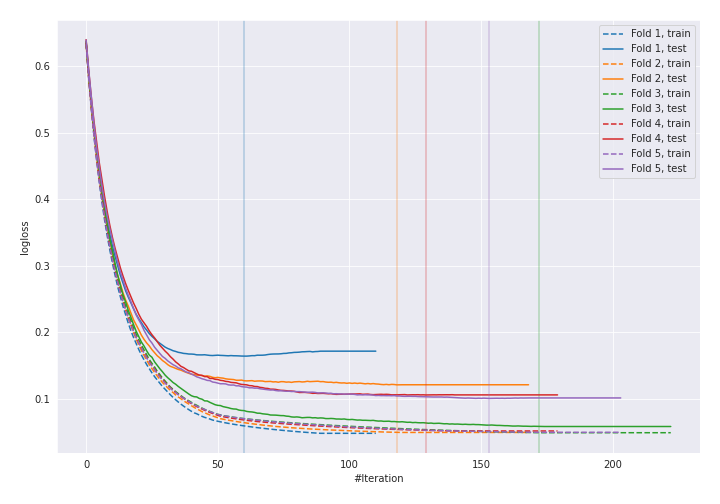 Fold 1, train
Fold 1, test
Fold 2, train
Fold 2, test
Fold 3, train
Fold 3, test
Fold 4, train
Fold 4, test
Fold 5, train
Fold 5, test
0.6
0.5
0.4
0.3
0.2
0.1
logloss
0 50 100 150 200
#Iteration